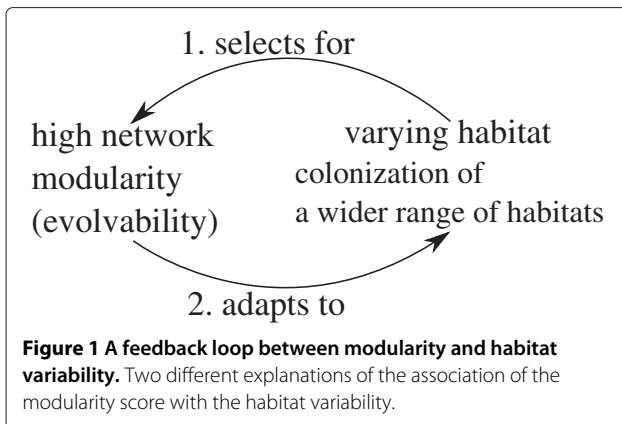 1. selects for
high network
modularity
(evolvability)
varying habitat
colonization of
a wider range of habitats
2. adapts to
Figure 1 A feedback loop between modularity and habitat
variability. Two different explanations of the association of the
modularity score with the habitat variability.